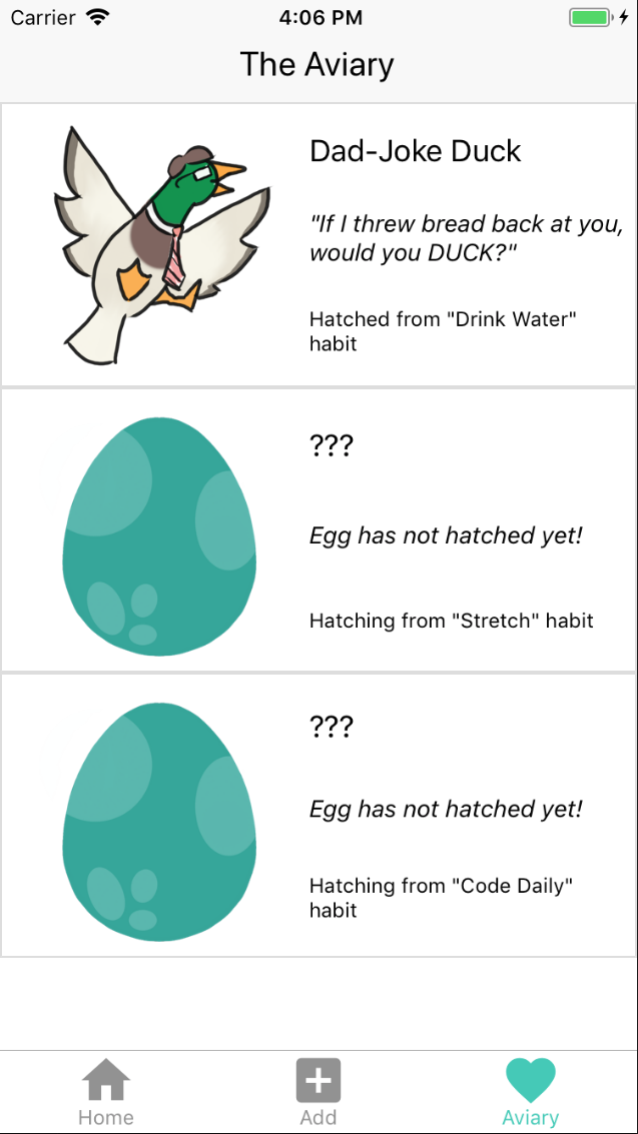 Carrier
4:06 PM
The Aviary
Dad-Joke Duck
"If I threw bread back at you,
would you DUCK?"
Hatched from "Drink Water"
habit
???
Egg has not hatched yet!
Hatching from "Stretch" habit
???
Egg has not hatched yet!
Hatching from "Code Daily"
habit
Home
Add
Aviary